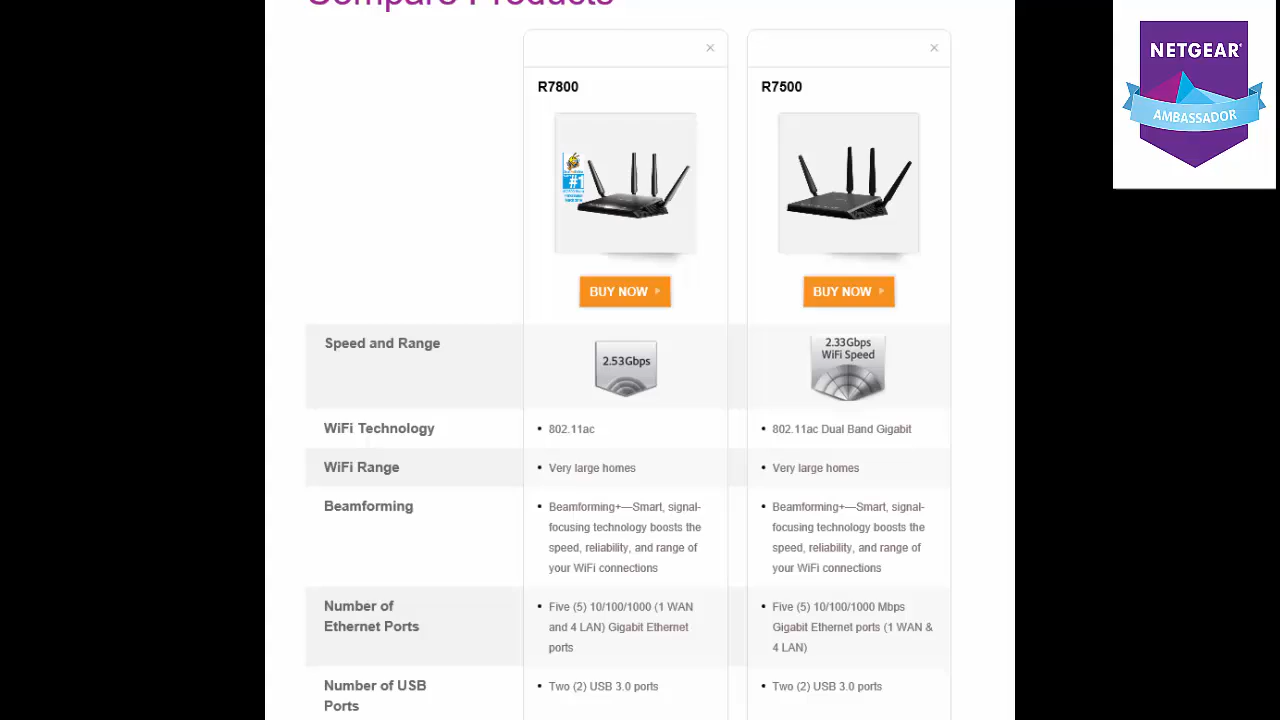 Compare Products
NETGEAR
AMBASSADOR
R7800
R7500
#1
BUY NOW
BUY NOW
Speed and Range
2.53Gbps
2.33Gbps
WiFi Speed
WiFi Technology
• 802.11ac
• 802.11ac Dual Band Gigabit
WiFi Range
• Very large homes
• Very large homes
Beamforming
• Beamforming+—Smart, signal-
focusing technology boosts the
speed, reliability, and range of
your WiFi connections
• Beamforming+—Smart, signal-
focusing technology boosts the
speed, reliability, and range of
your WiFi connections
Number of
Ethernet Ports
• Five (5) 10/100/1000 (1 WAN
and 4 LAN) Gigabit Ethernet
ports
• Five (5) 10/100/1000 Mbps
Gigabit Ethernet ports (1 WAN &
4 LAN)
Number of USB
Ports
• Two (2) USB 3.0 ports
• Two (2) USB 3.0 ports